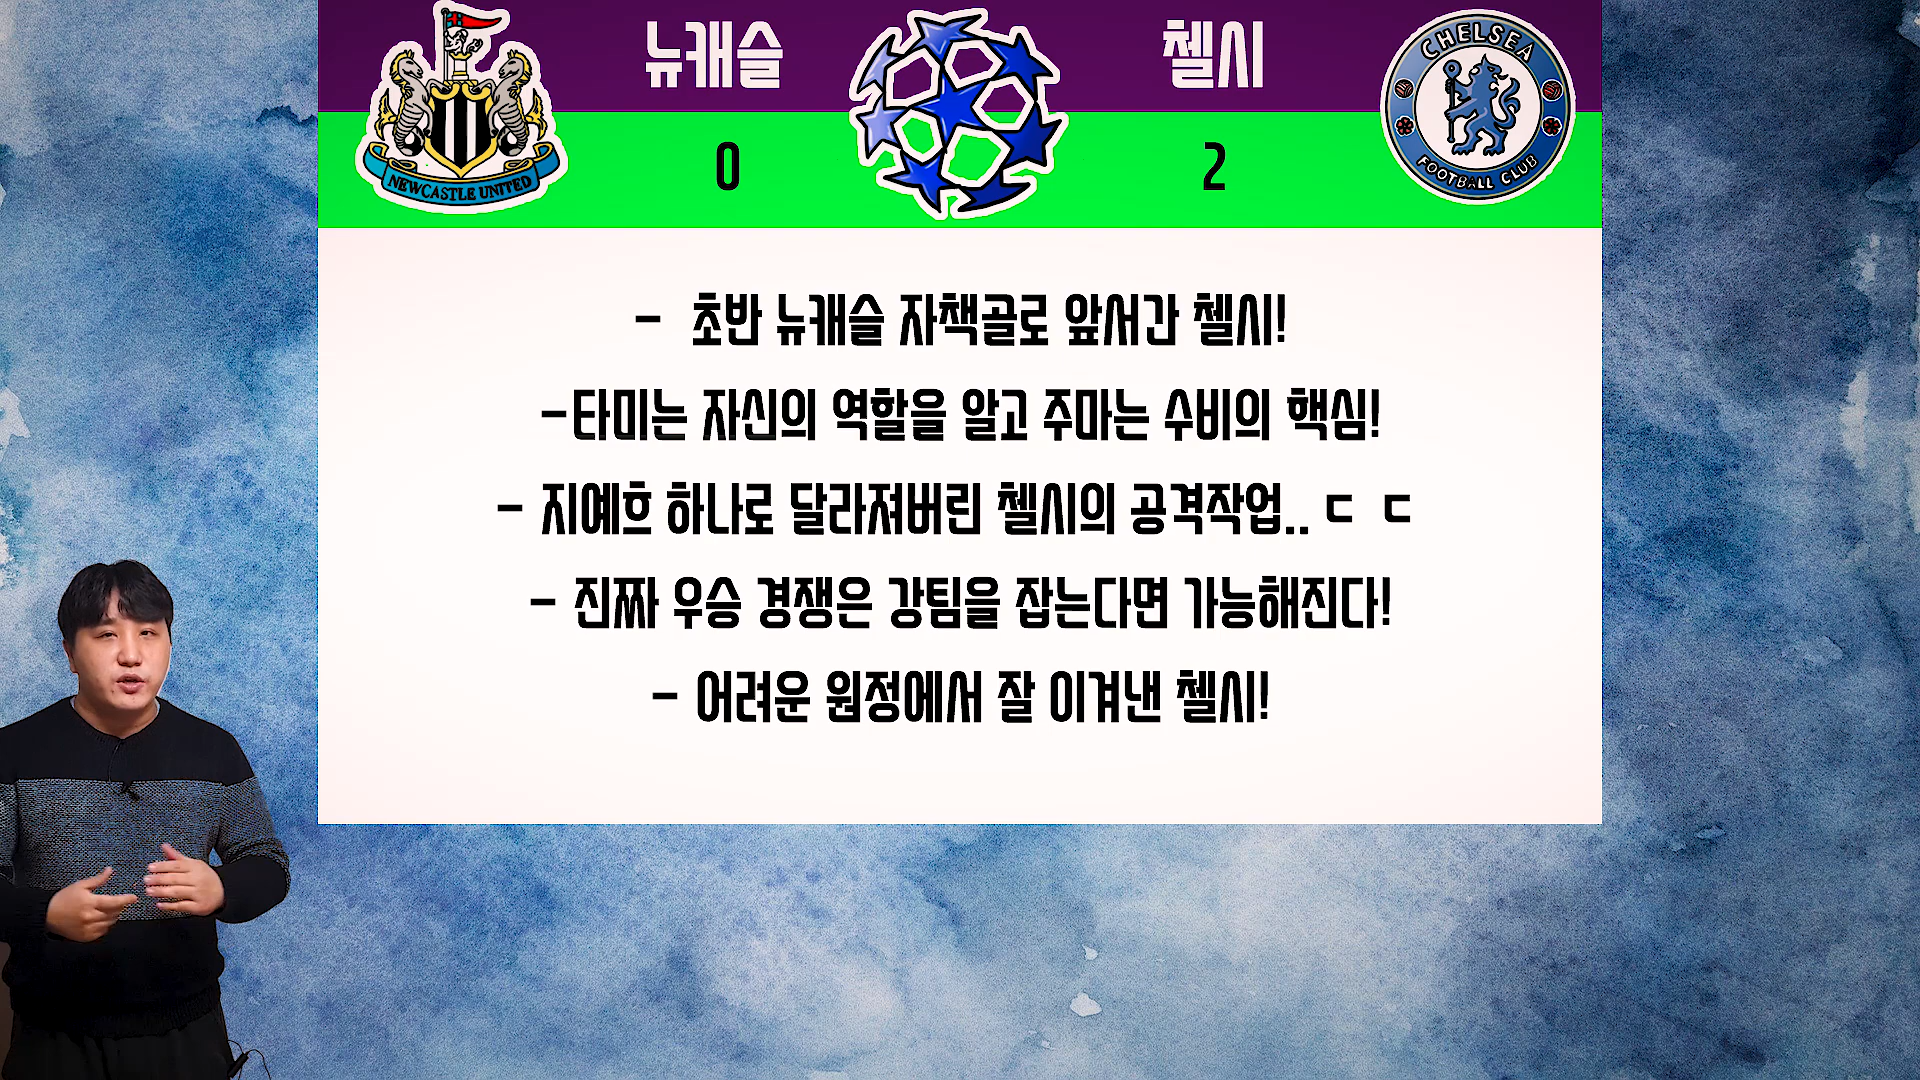 뉴캐슬 첼시
0 2
NEWCASTLE UNITED
CHELSEA
FOOTBALL CLUB
- 초반 뉴캐슬 자책골로 앞서간 첼시!
-타미는 자신의 역할을 알고 주마는 수비의 핵심!
- 지예흐 하나로 달라져버린 첼시의 공격작업.. ㄷ ㄷ
- 진짜 우승 경쟁은 강팀을 잡는다면 가능해진다!
- 어려운 원정에서 잘 이겨낸 첼시!